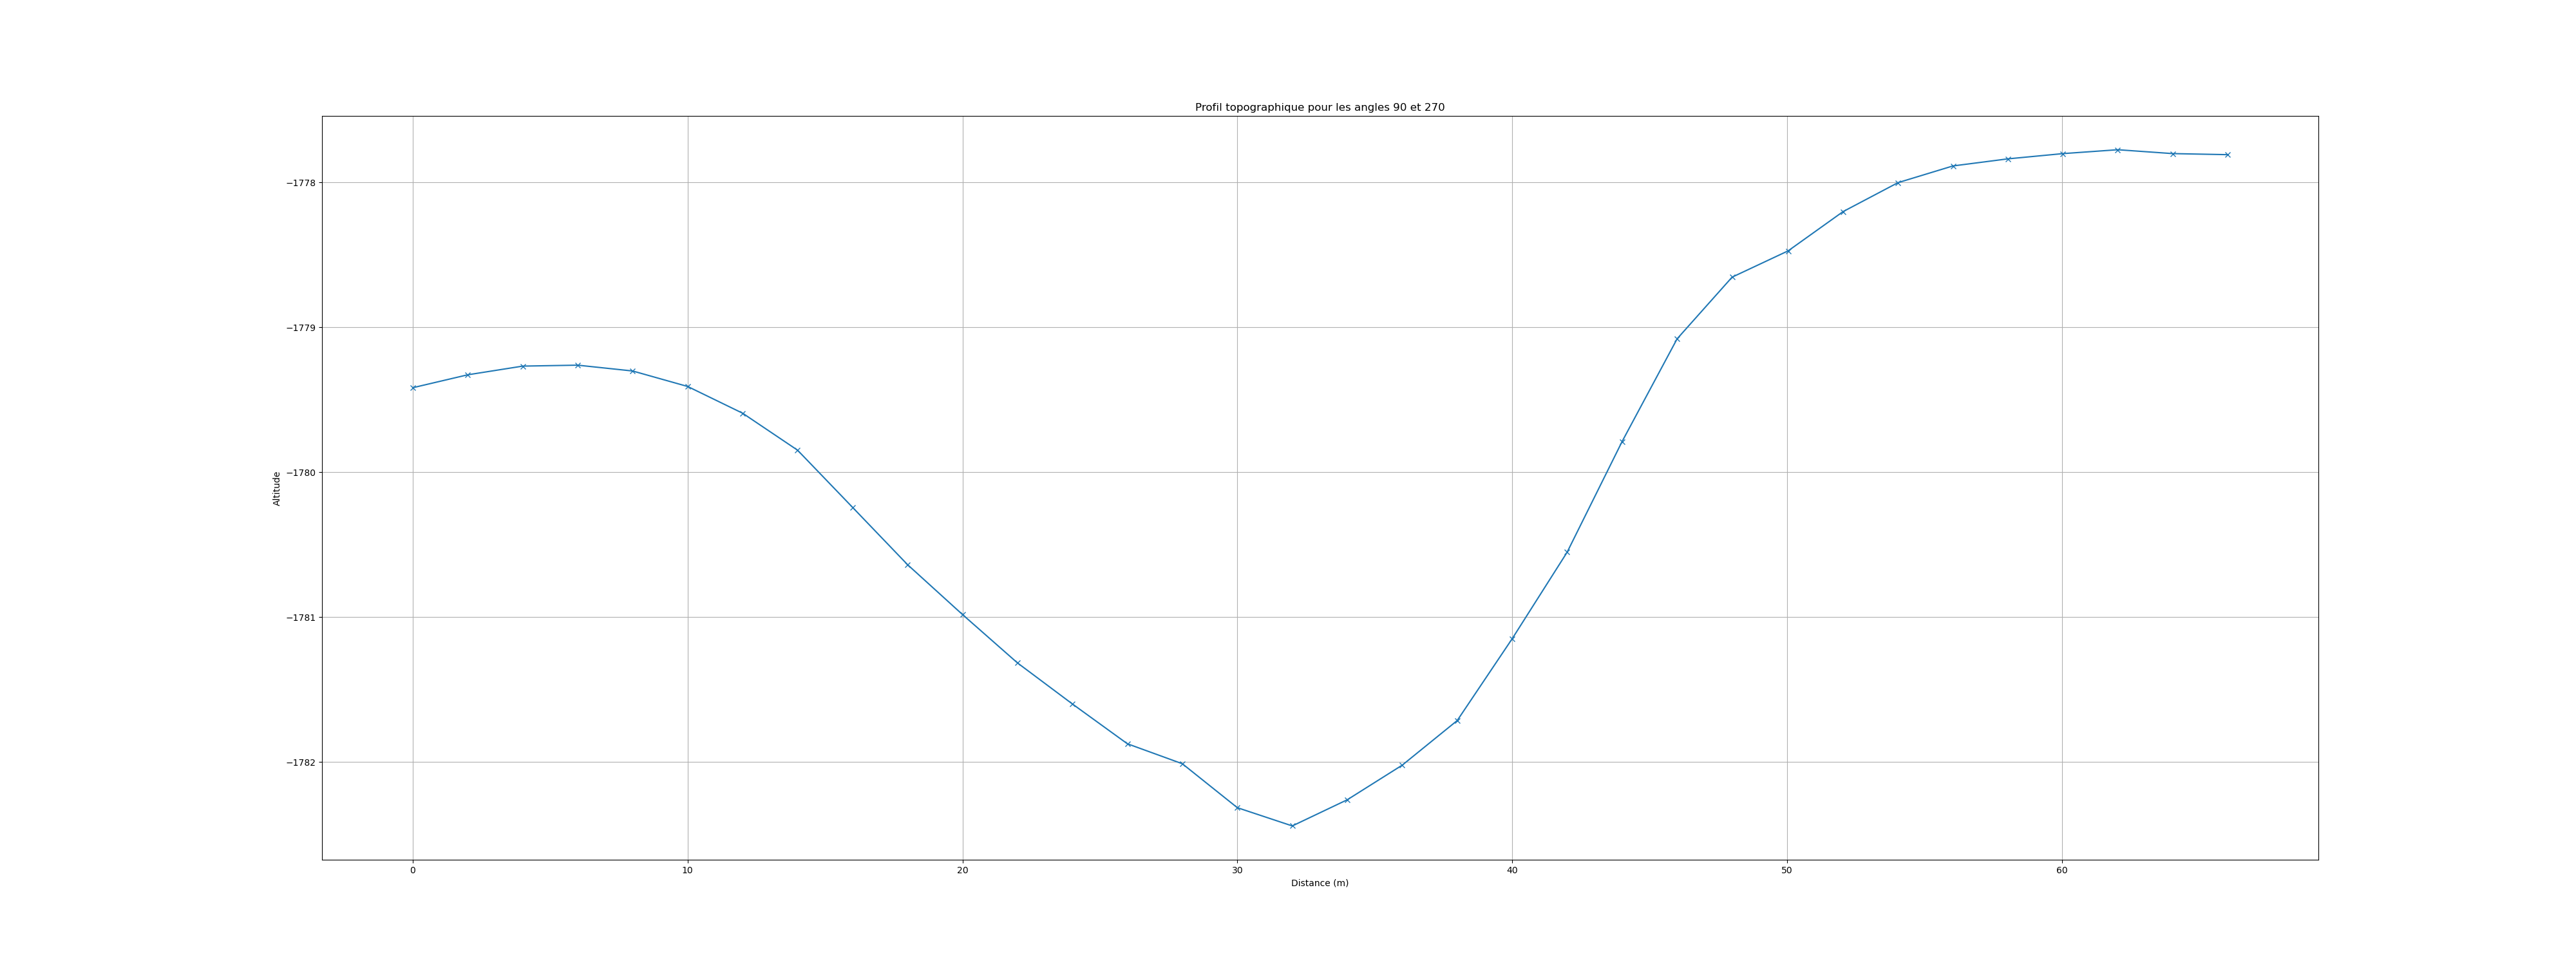 Profil topographique pour les angles 90 et 270
Altitude
−1778
−1779
−1780
−1781
−1782
0 10 20 30 40 50 60
Distance (m)